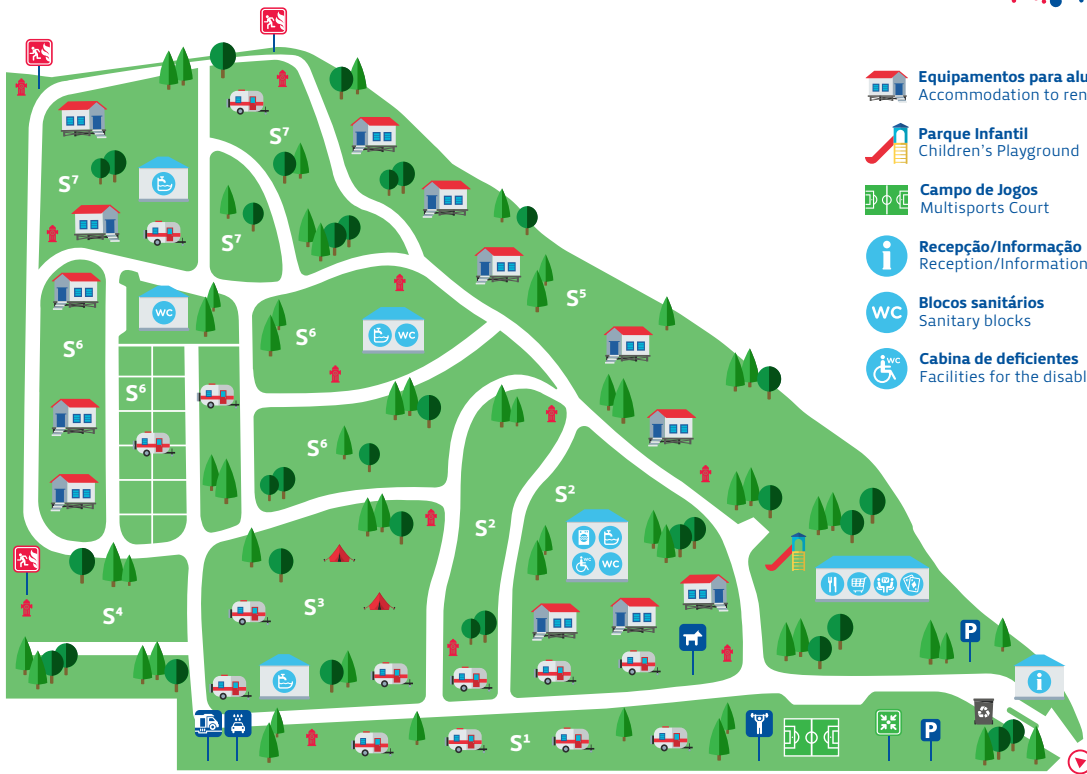 Equipamentos para alu
Accommodation to ren
Parque Infantil
Children's Playground
Campo de Jogos
Multisports Court
i
Recepção/Informação
Reception/Information
WC
Blocos sanitários
Sanitary blocks
WC
Cabina de deficientes
Facilities for the disabl
S⁷
S⁷
S⁷
S⁵
WC
S⁶
WC
S⁶
S⁶
S⁶
S²
S²
WC
S³
S⁴
P
i
S¹
P